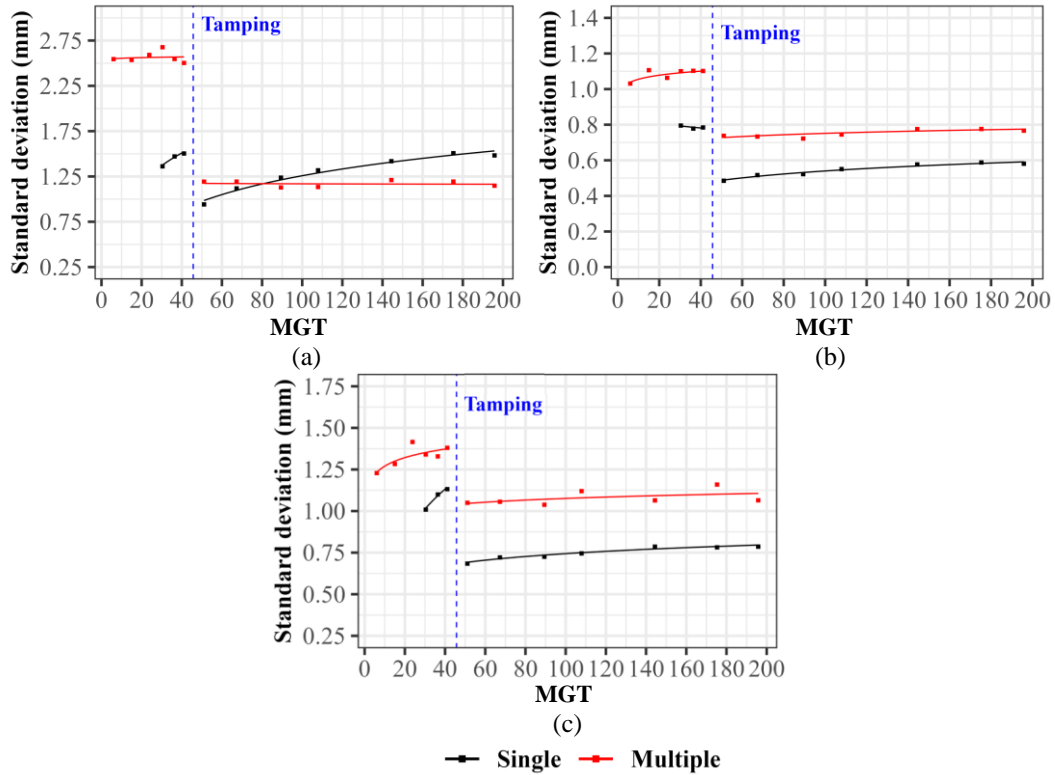 Standard deviation (mm)
2.75
2.25
1.75
1.25
0.75
0.25
Tamping
0 20 40 60 80 100 120 140 160 180 200
MGT
(a)
Standard deviation (mm)
1.4
1.2
1.0
0.8
0.6
0.4
0.2
0.0
Tamping
0 20 40 60 80 100 120 140 160 180 200
MGT
(b)
Standard deviation (mm)
1.75
1.50
1.25
1.00
0.75
0.50
0.25
Tamping
0 20 40 60 80 100 120 140 160 180 200
MGT
(c)
Single Multiple